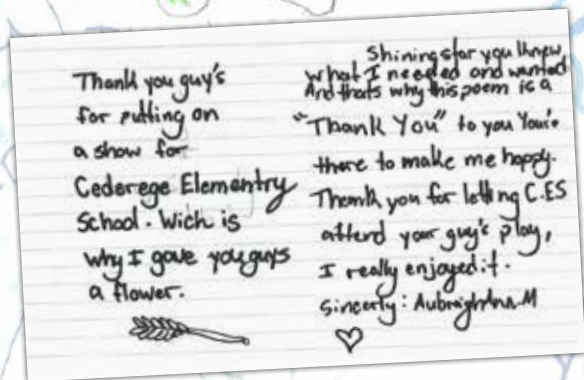 Thank you guy's
for putting on
a show for
Cederege Elementry
School. Wich is
why I gave you guys
a flower.
Shining star you knew
what I needed and wanted
And thats why this poem is a
"Thank You" to you You're
there to make me happy.
Thank you for letting C.ES
attend your guy's play,
I really enjoyed it.
Sincerly: AubreighAnn.M